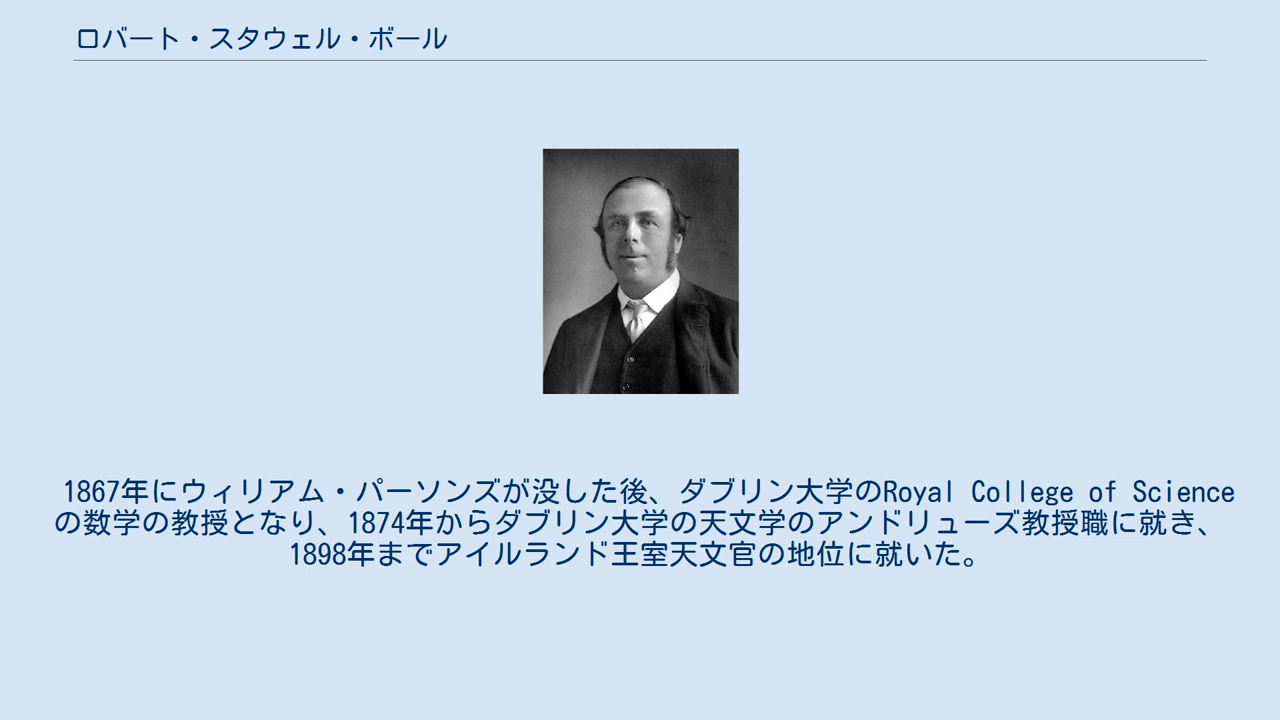 ロバート・スタウェル・ボール
1867年にウィリアム・パーソンズが没した後、ダブリン大学のRoyal College of Science
の数学の教授となり、1874年からダブリン大学の天文学のアンドリューズ教授職に就き、
1898年までアイルランド王室天文官の地位に就いた。